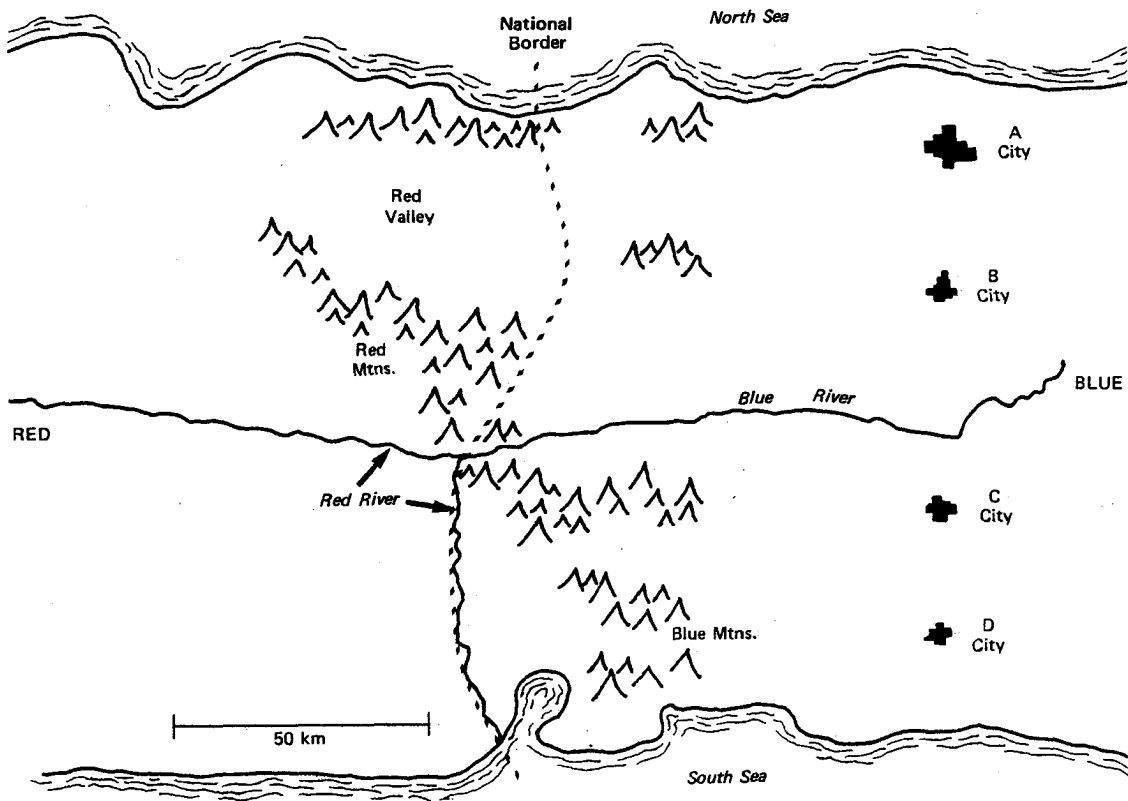 North Sea
National
Border
A
City
Red
Valley
B
City
Red
Mtns.
BLUE
Blue River
RED
Red River
C
City
D
City
Blue Mtns.
50 km
South Sea